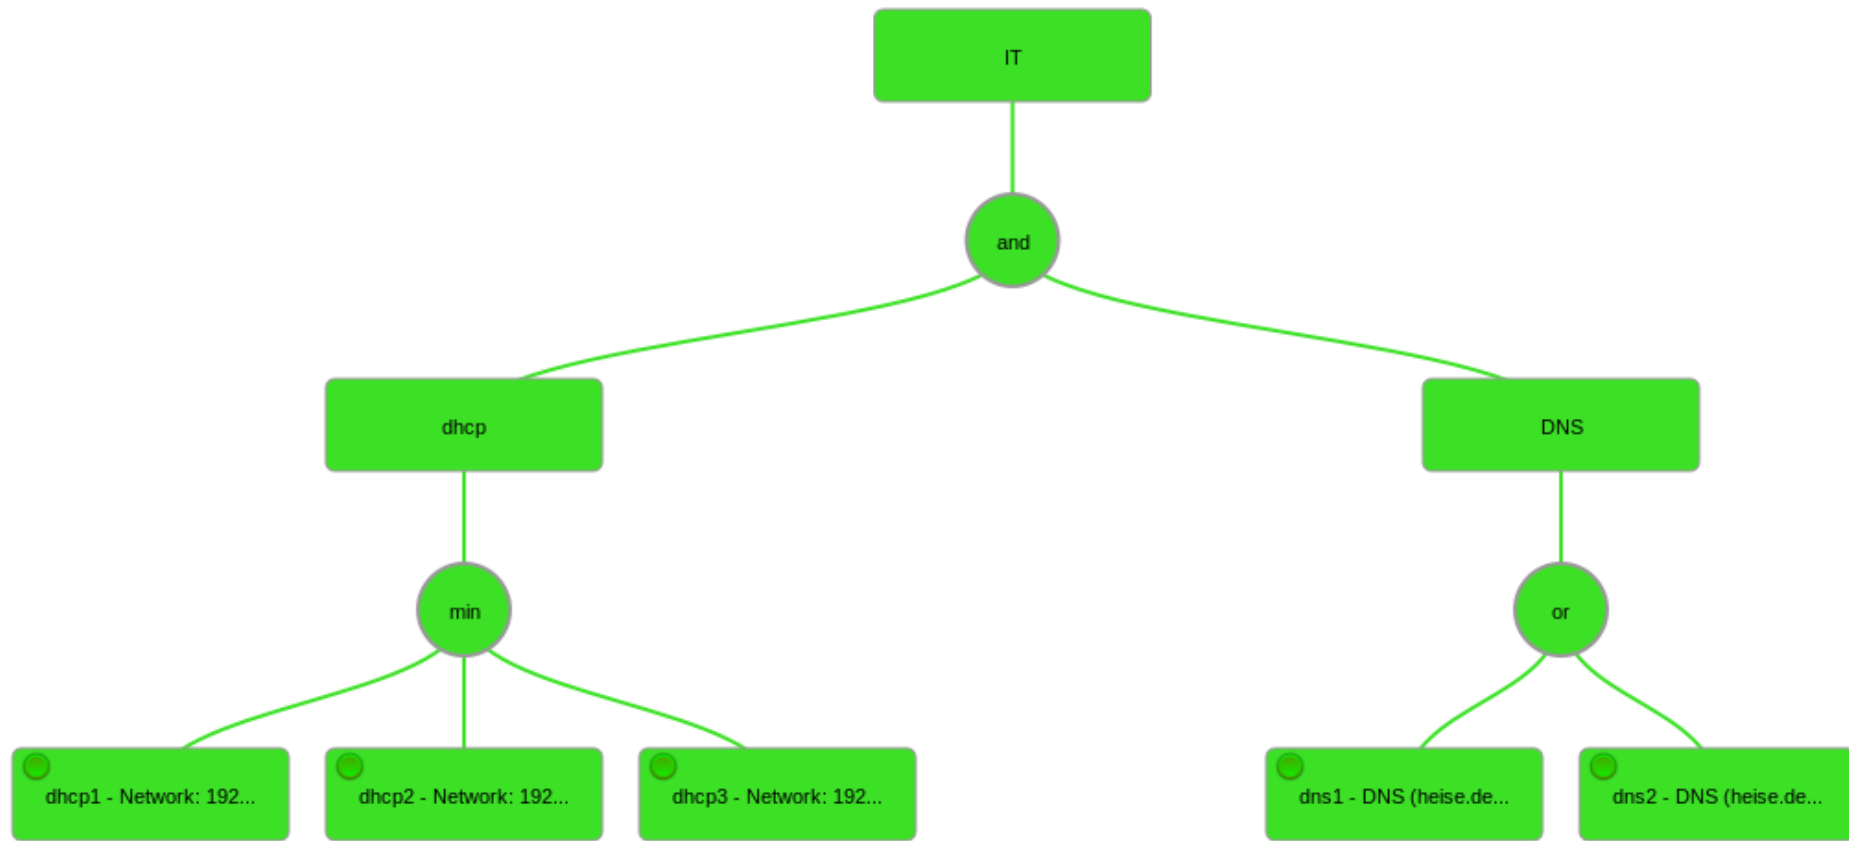 IT
and
dhcp
DNS
min
or
dhcp1 - Network: 192...
dhcp2 - Network: 192...
dhcp3 - Network: 192...
dns1 - DNS (heise.de...
dns2 - DNS (heise.de...